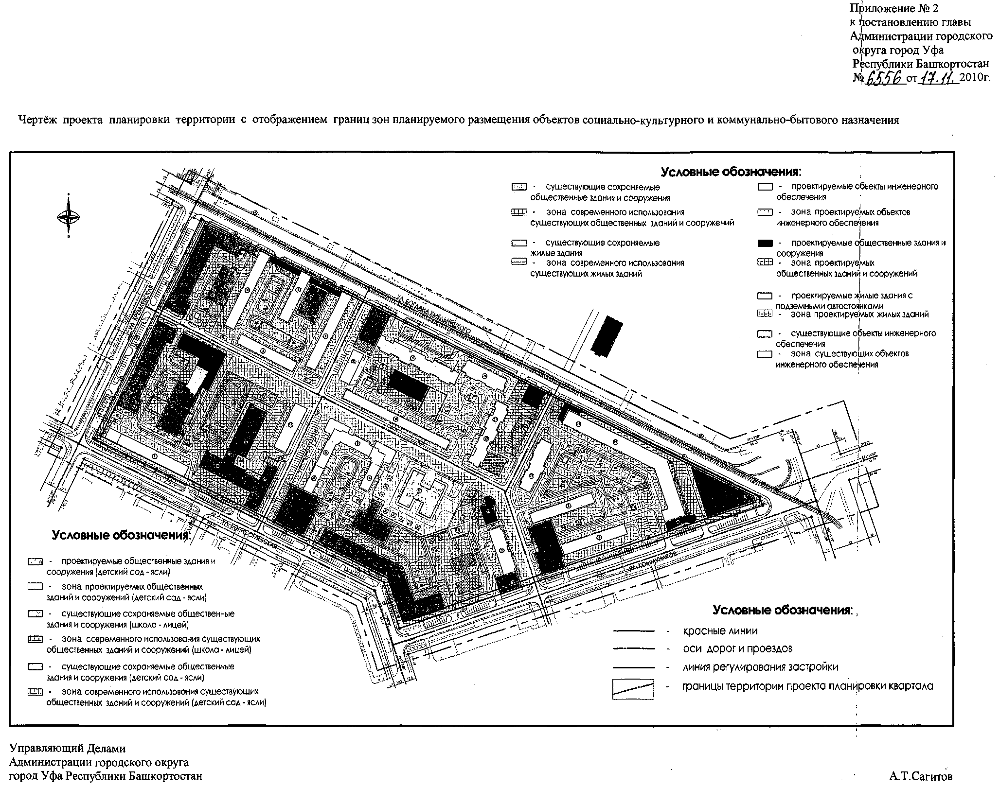 Приложение № 2
к постановлению главы
Администрации городского
округа город Уфа
Республики Башкортостан
№ 6556 от 17.11. 2010г.
Чертёж проекта планировки территории с отображением границ зон планируемого размещения объектов социально-культурного и коммунально-бытового назначения
Условные обозначения:
- существующие сохраняемые
общественные здания и сооружения
- зона современного использования
существующих общественных зданий и сооружений
- существующие сохраняемые
жилые здания
- зона современного использования
существующих жилых зданий
- проектируемые объекты инженерного
обеспечения
- зона проектируемых объектов
инженерного обеспечения
- проектируемые общественные здания и
сооружения
- зона проектируемых
общественных зданий и сооружений
- проектируемые жилые здания с
подземными автостоянками
- зона проектируемых жилых зданий
- существующие объекты инженерного
обеспечения
- зона существующих объектов
инженерного обеспечения
УЛ. БОГДАНА ХМЕЛЬНИЦКОГО
УЛ. БОРИСОГЛЕБСКАЯ
УЛ. КОММУНАРОВ
Условные обозначения:
- проектируемые общественные здания и
сооружения (детский сад - ясли)
- зона проектируемых общественных
зданий и сооружений (детский сад - ясли)
- существующие сохраняемые общественные
здания и сооружения (школа - лицей)
- зона современного использования существующих
общественных зданий и сооружений (школа - лицей)
- существующие сохраняемые общественные
здания и сооружения (детский сад - ясли)
- зона современного использования существующих
общественных зданий и сооружений (детский сад - ясли)
Условные обозначения:
- красные линии
- оси дорог и проездов
- линия регулирования застройки
- границы территории проекта планировки квартала
Управляющий Делами
Администрации городского округа
город Уфа Республики Башкортостан
А.Т.Сагитов